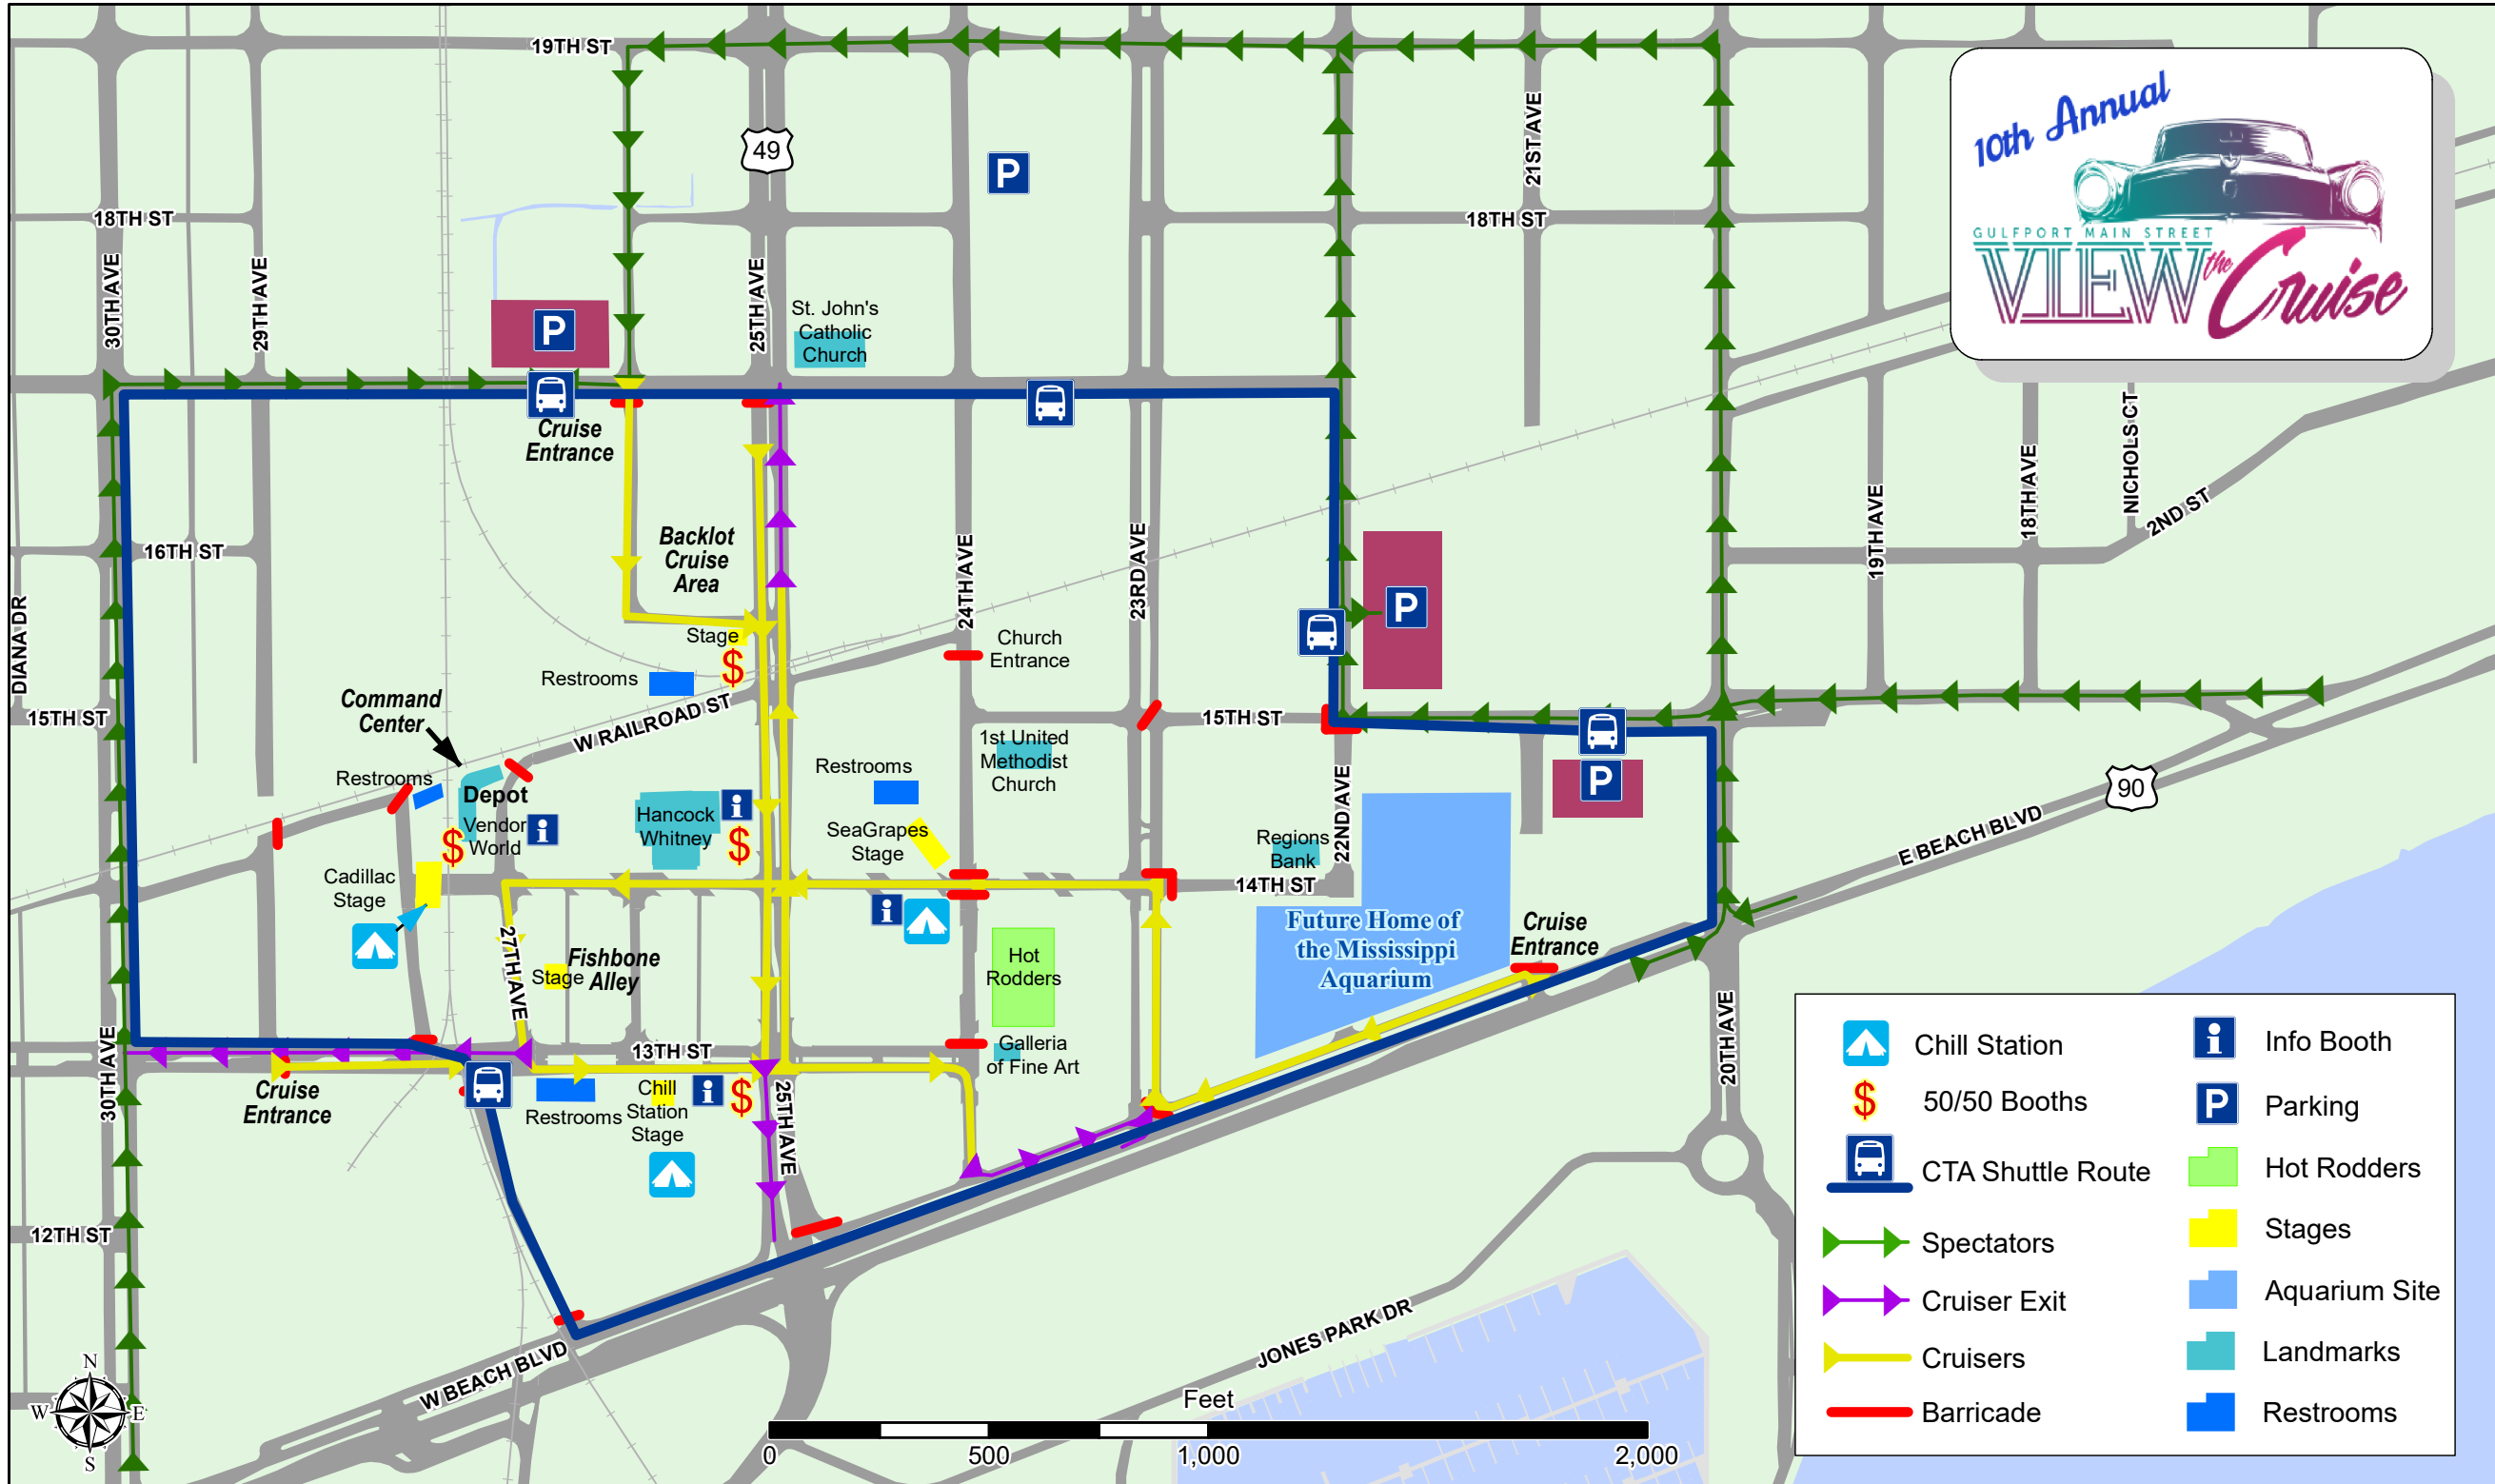 19TH ST
10th Annual
GULFPORT MAIN STREET
VIEW the Cruise
49
P
21ST AVE
18TH ST
18TH ST
30TH AVE
29TH AVE
25TH AVE
P
St. John's
Catholic
Church
Cruise
Entrance
NICHOLS CT
18TH AVE
19TH AVE
2ND ST
16TH ST
Backlot
Cruise
Area
24TH AVE
23RD AVE
P
DIANA DR
Stage
$
Church
Entrance
Restrooms
Command
Center
W RAILROAD ST
15TH ST
15TH ST
1st United
Methodist
Church
22ND AVE
P
90
E BEACH BLVD
Restrooms
Depot
Vendor
World
i
$
Hancock
Whitney
i
$
Restrooms
SeaGrapes
Stage
Regions
Bank
Cadillac
Stage
14TH ST
i
27TH AVE
Fishbone
Alley
Stage
Hot
Rodders
Future Home of
the Mississippi
Aquarium
Cruise
Entrance
30TH AVE
Cruise
Entrance
13TH ST
Galleria
of Fine Art
20TH AVE
Restrooms
Chill
Station
Stage
i
$
25TH AVE
12TH ST
W BEACH BLVD
JONES PARK DR
N
W
E
S
Feet
0
500
1,000
2,000
Chill Station
$ 50/50 Booths
CTA Shuttle Route
Spectators
Cruiser Exit
Cruisers
Barricade
i Info Booth
P Parking
Hot Rodders
Stages
Aquarium Site
Landmarks
Restrooms